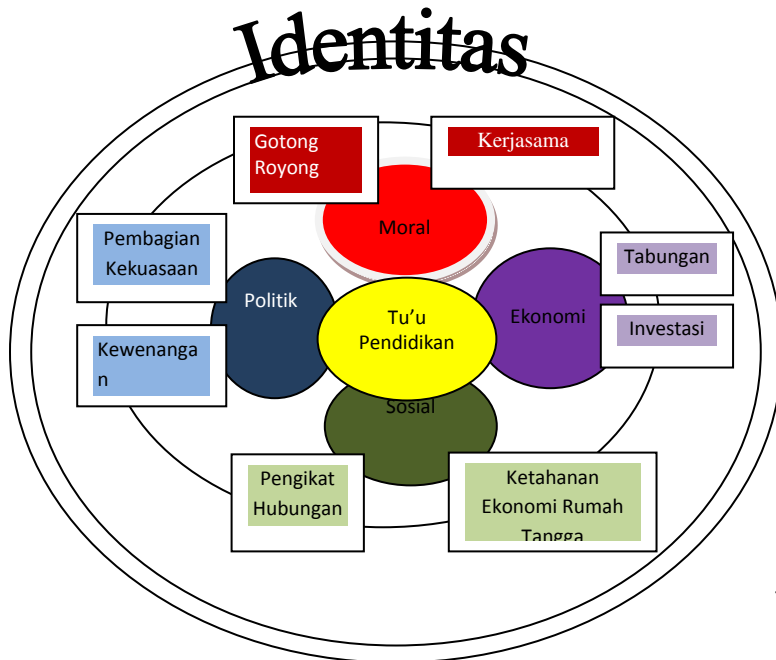 Identitas
Gotong
Royong
Kerjasama
Moral
Pembagian
Kekuasaan
Politik
Kewenanga
n
Tu'u
Pendidikan
Ekonomi
Tabungan
Investasi
Sosial
Pengikat
Hubungan
Ketahanan
Ekonomi Rumah
Tangga